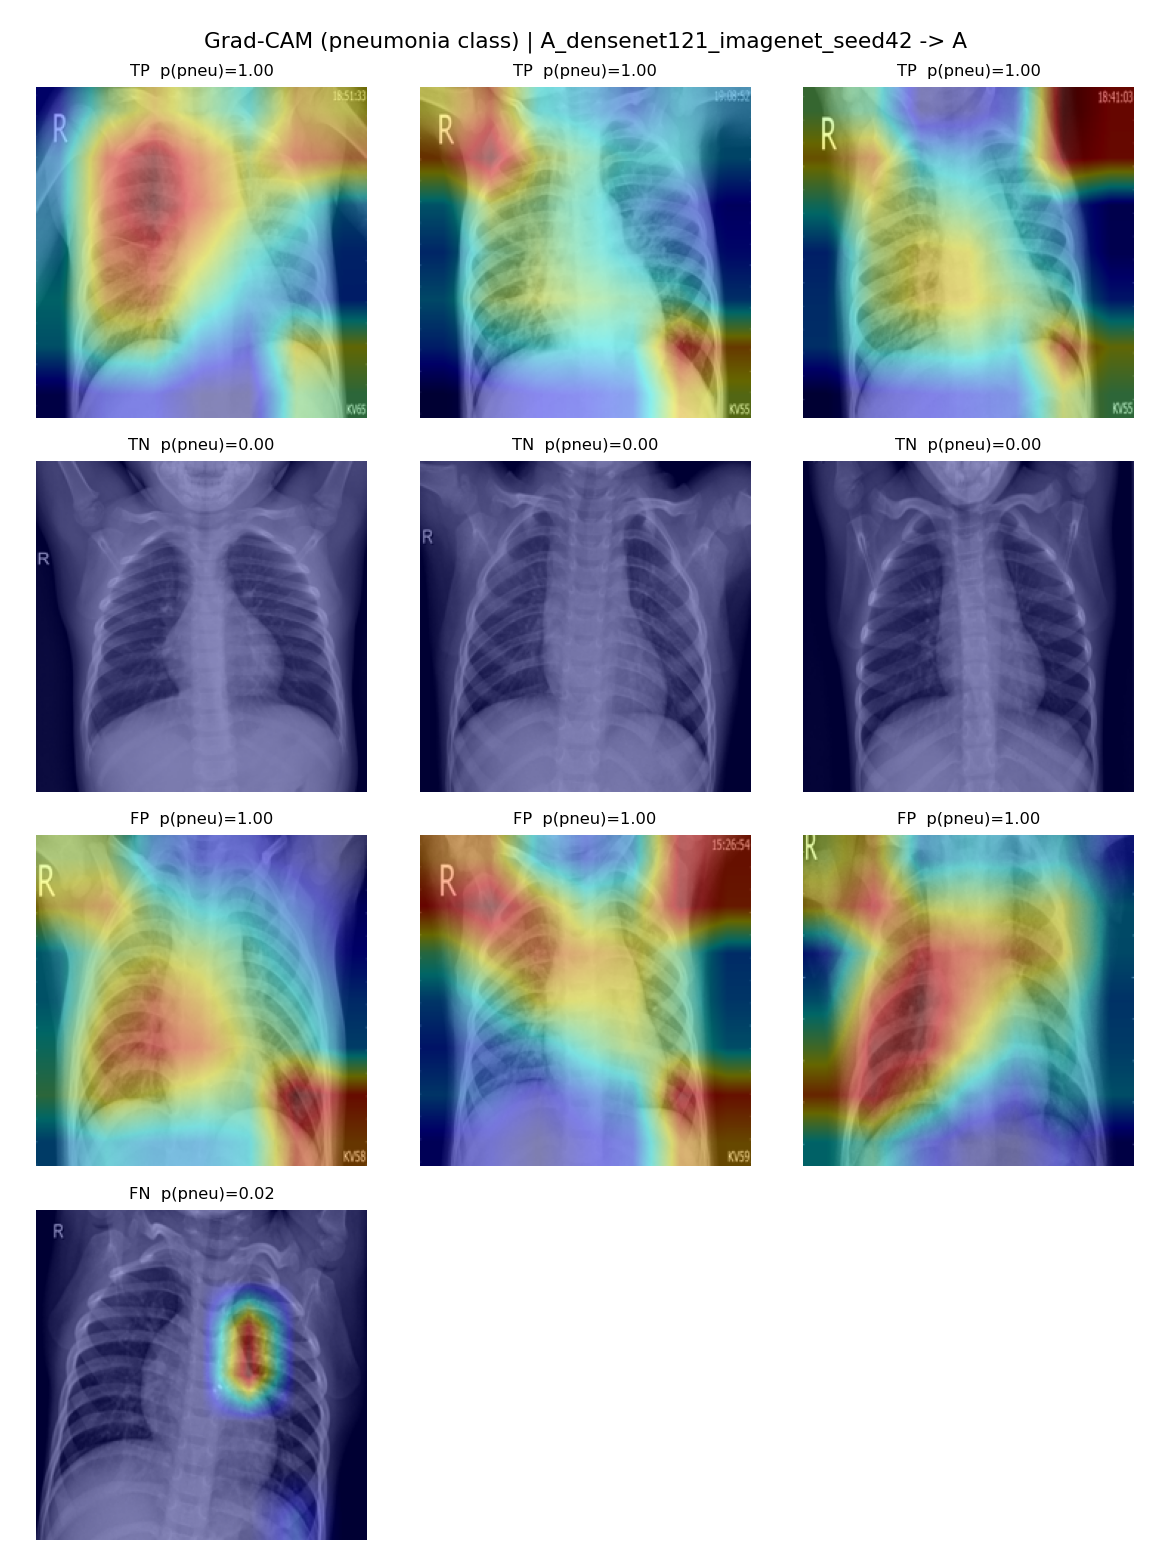 Grad-CAM (pneumonia class) | A_densenet121_imagenet_seed42 -> A
TP p(pneu)=1.00
TP p(pneu)=1.00
TP p(pneu)=1.00
R
18:51:33
KV65
R
19:08:52
KV55
R
18:41:03
KV55
TN p(pneu)=0.00
TN p(pneu)=0.00
TN p(pneu)=0.00
R
R
FP p(pneu)=1.00
FP p(pneu)=1.00
FP p(pneu)=1.00
R
KV58
R
15:26:54
KV59
R
FN p(pneu)=0.02
R